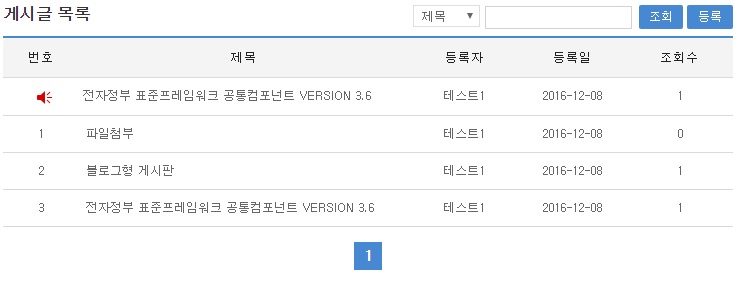 게시글 목록 제목 조회 등록
번호 제목 등록자 등록일 조회수
전자정부 표준프레임워크 공통컴포넌트 VERSION 3.6 테스트1 2016-12-08 1
1 파일첨부 테스트1 2016-12-08 0
2 블로그형 게시판 테스트1 2016-12-08 1
3 전자정부 표준프레임워크 공통컴포넌트 VERSION 3.6 테스트1 2016-12-08 1
1